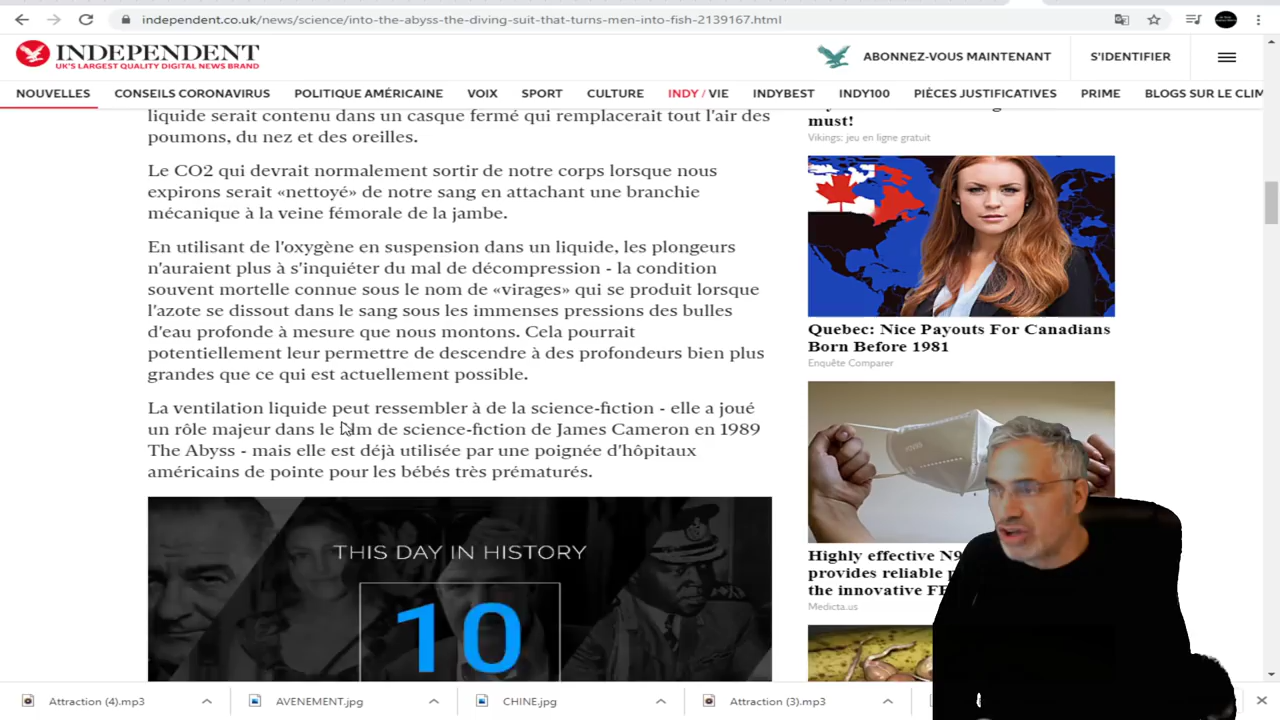 independent.co.uk/news/science/into-the-abyss-the-diving-suit-that-turns-men-into-fish-2139167.html
INDEPENDENT
UK'S LARGEST QUALITY DIGITAL NEWS BRAND
ABONNEZ-VOUS MAINTENANT
S'IDENTIFIER
NOUVELLES CONSEILS CORONAVIRUS POLITIQUE AMÉRICAINE VOIX SPORT CULTURE INDY / VIE INDYBEST INDY100 PIÈCES JUSTIFICATIVES PRIME BLOGS SUR LE CLIM
liquide serait contenu dans un casque fermé qui remplacerait tout l'air des
poumons, du nez et des oreilles.
Le CO2 qui devrait normalement sortir de notre corps lorsque nous
expirons serait «nettoyé» de notre sang en attachant une branchie
mécanique à la veine fémorale de la jambe.
En utilisant de l'oxygène en suspension dans un liquide, les plongeurs
n'auraient plus à s'inquiéter du mal de décompression - la condition
souvent mortelle connue sous le nom de «virages» qui se produit lorsque
l'azote se dissout dans le sang sous les immenses pressions des bulles
d'eau profonde à mesure que nous montons. Cela pourrait
potentiellement leur permettre de descendre à des profondeurs bien plus
grandes que ce qui est actuellement possible.
La ventilation liquide peut ressembler à de la science-fiction - elle a joué
un rôle majeur dans le film de science-fiction de James Cameron en 1989
The Abyss - mais elle est déjà utilisée par une poignée d'hôpitaux
américains de pointe pour les bébés très prématurés.
THIS DAY IN HISTORY
10
must!
Vikings: jeu en ligne gratuit
Quebec: Nice Payouts For Canadians
Born Before 1981
Enquête Comparer
Highly effective N9
provides reliable
the innovative
Medicta.us
Attraction (4).mp3
AVENEMENT.jpg
CHINE.jpg
Attraction (3).mp3